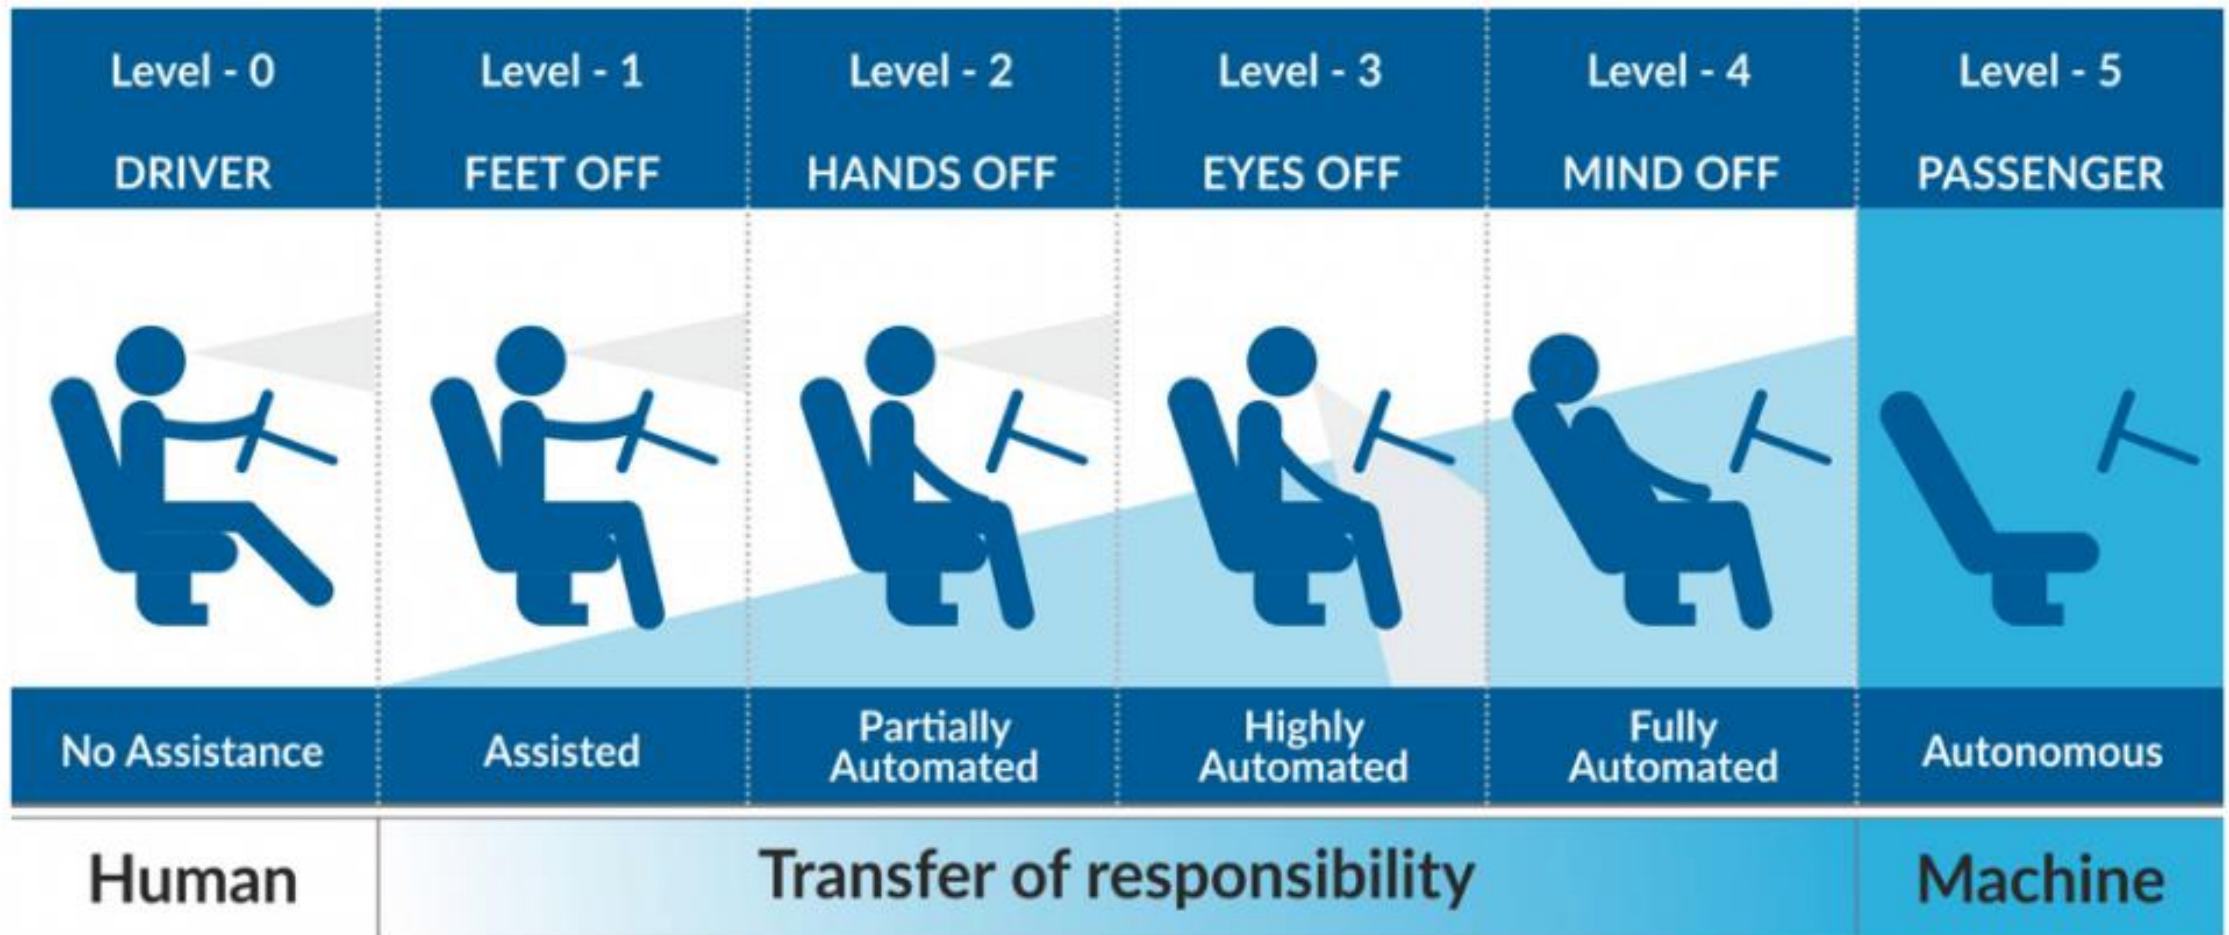 Level - 0
DRIVER
Level - 1
FEET OFF
Level - 2
HANDS OFF
Level - 3
EYES OFF
Level - 4
MIND OFF
Level - 5
PASSENGER
No Assistance
Assisted
Partially
Automated
Highly
Automated
Fully
Automated
Autonomous
Human
Transfer of responsibility
Machine